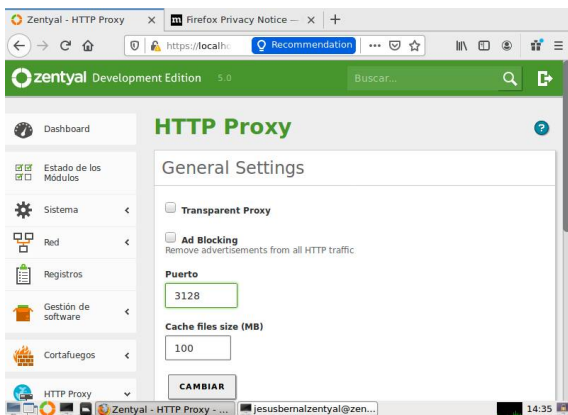 Zentyal - HTTP Proxy
Firefox Privacy Notice —
https://localh
Recommendation
zentyal Development Edition 5.0
Buscar...
Dashboard
Estado de los
Módulos
Sistema
Red
Registros
Gestión de
software
Cortafuegos
HTTP Proxy
HTTP Proxy
General Settings
Transparent Proxy
Ad Blocking
Remove advertisements from all HTTP traffic
Puerto
3128
Cache files size (MB)
100
CAMBIAR
Zentyal - HTTP Proxy - ...
jesusbernalzentyal@zen...
14:35